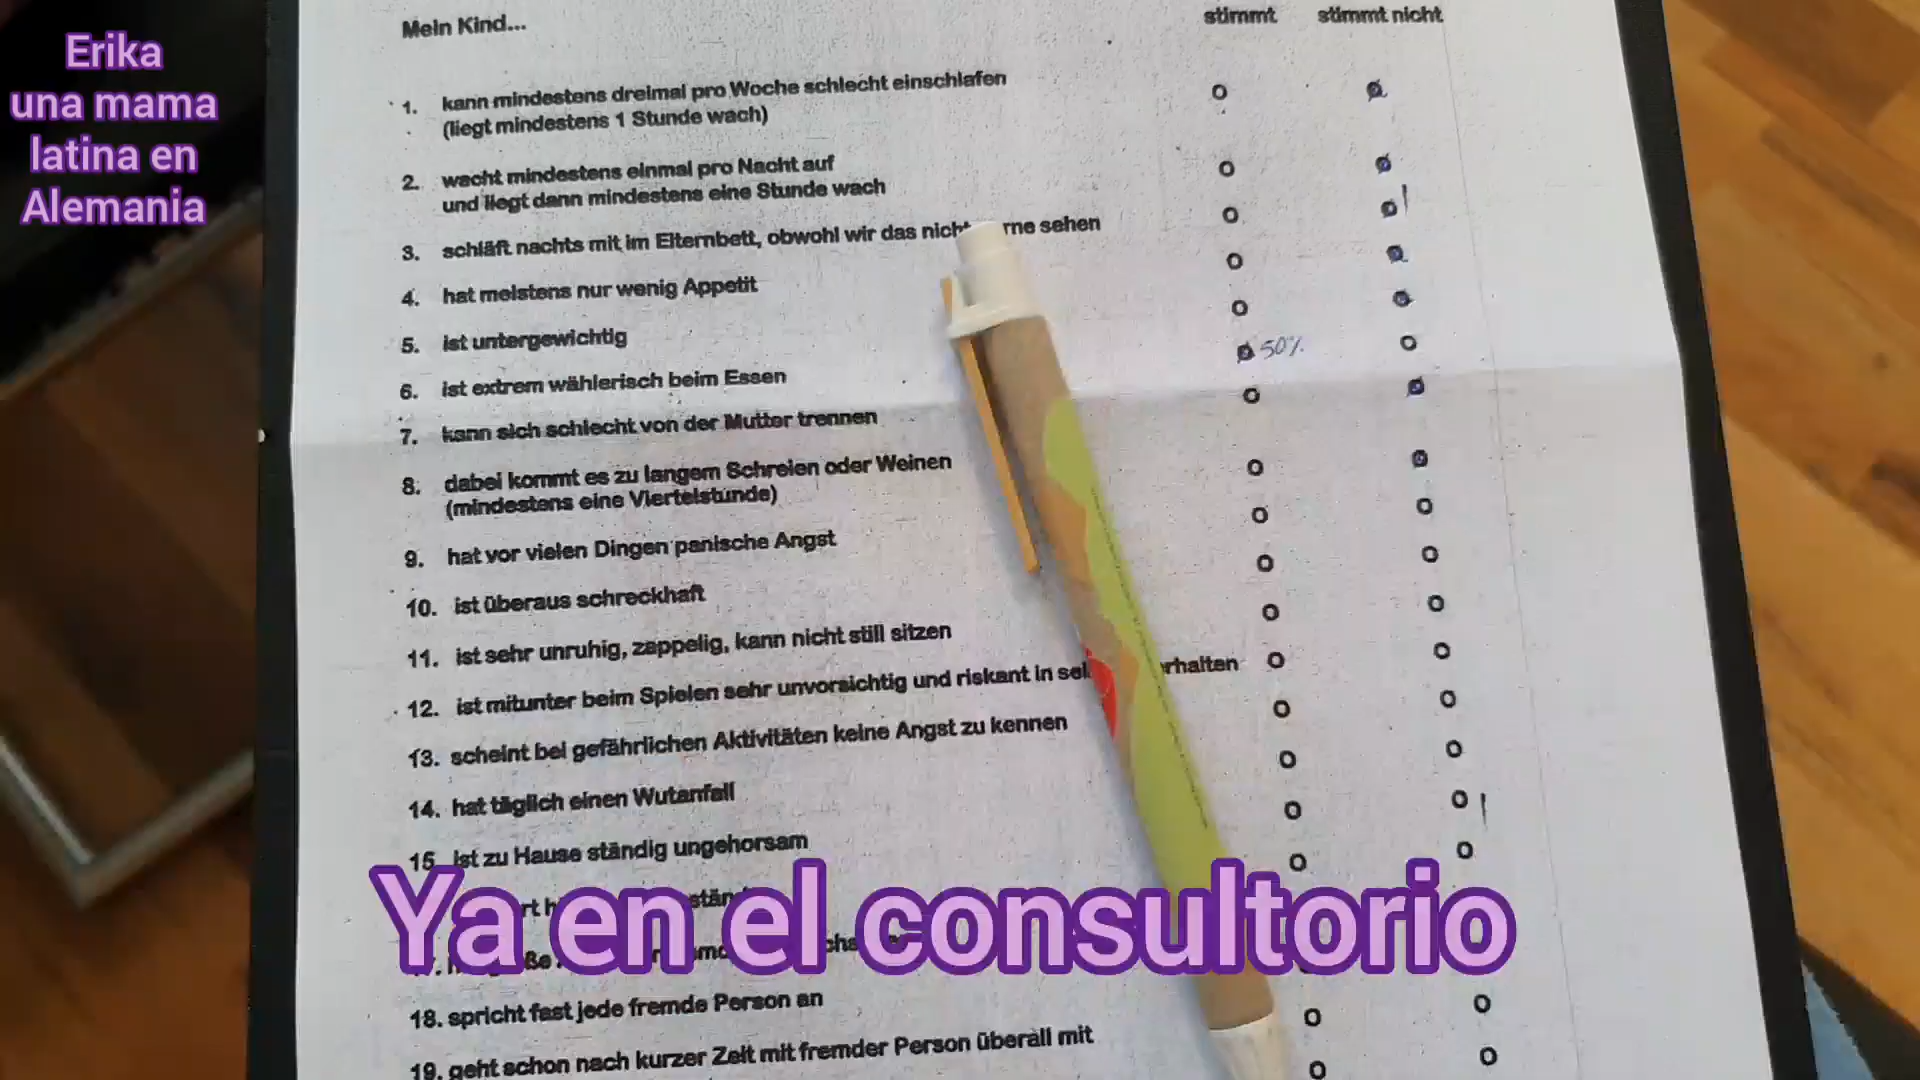 Erika
una mama
latina en
Alemania
Mein Kind... stimmt stimmt nicht
1. kann mindestens dreimal pro Woche schlecht einschlafen
(liegt mindestens 1 Stunde wach)
2. wacht mindestens einmal pro Nacht auf
und liegt dann mindestens eine Stunde wach
3. schläft nachts mit im Elternbett, obwohl wir das sehen
4. hat meistens nur wenig Appetit
5. ist untergewichtig
50%
6. ist extrem wählerisch beim Essen
7. kann sich schlecht von der Mutter trennen
8. dabei kommt es zu langem Schreien oder Weinen
(mindestens eine Viertelstunde)
9. hat vor vielen Dingen panische Angst
10. ist überaus schreckhaft
11. ist sehr unruhig, zappelig, kann nicht still sitzen
12. ist mitunter beim Spielen sehr unvorsichtig und riskant in
13. scheint bei gefährlichen Aktivitäten keine Angst zu kennen
14. hat täglich einen Wutanfall
15. ist zu Hause ständig ungehorsam
Ya en el consultorio
18. spricht fast jede fremde Person an
19. geht schon nach kurzer Zeit mit fremder Person überall mit